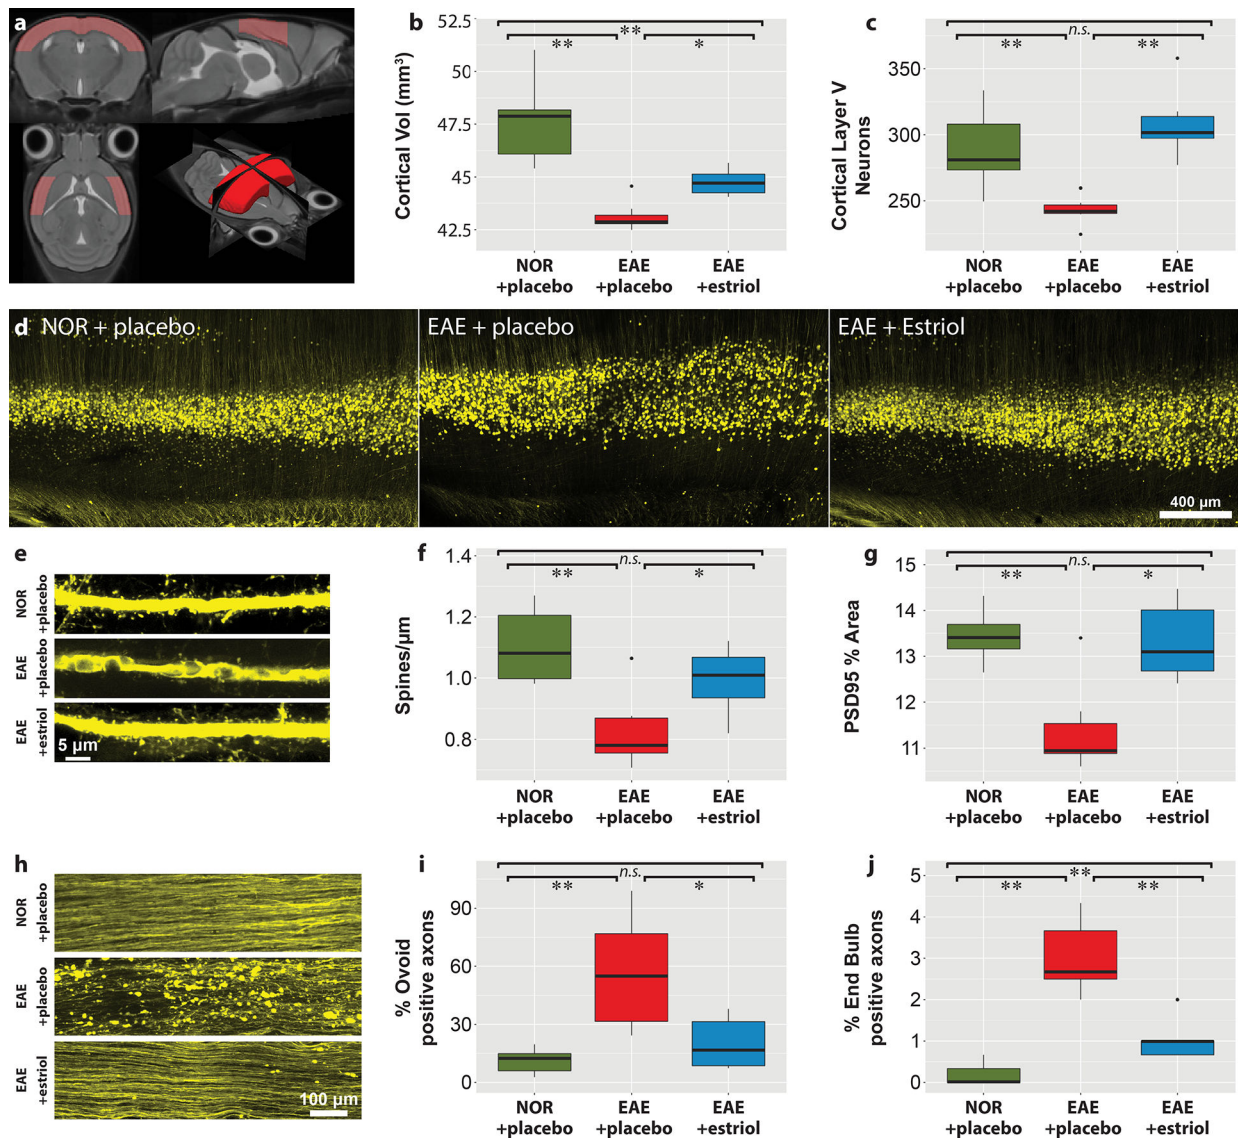 a
b
52.5
50
47.5
45
42.5
Cortical Vol (mm³)
**
**
*
NOR
+placebo
EAE
+placebo
EAE
+estriol
c
350
300
250
Cortical Layer V
Neurons
n.s.
**
**
NOR
+placebo
EAE
+placebo
EAE
+estriol
d NOR + placebo
EAE + placebo
EAE + Estriol
400 µm
e
NOR
+placebo
EAE
+placebo
EAE
+estriol
5 µm
f
1.4
1.2
1.0
0.8
Spines/µm
n.s.
**
*
NOR
+placebo
EAE
+placebo
EAE
+estriol
g
15
14
13
12
11
PSD95 % Area
n.s.
**
*
NOR
+placebo
EAE
+placebo
EAE
+estriol
h
NOR
+placebo
EAE
+placebo
EAE
+estriol
100 µm
i
90
60
30
0
% Ovoid
positive axons
n.s.
**
*
NOR
+placebo
EAE
+placebo
EAE
+estriol
j
5
4
3
2
1
0
% End Bulb
positive axons
**
**
**
NOR
+placebo
EAE
+placebo
EAE
+estriol